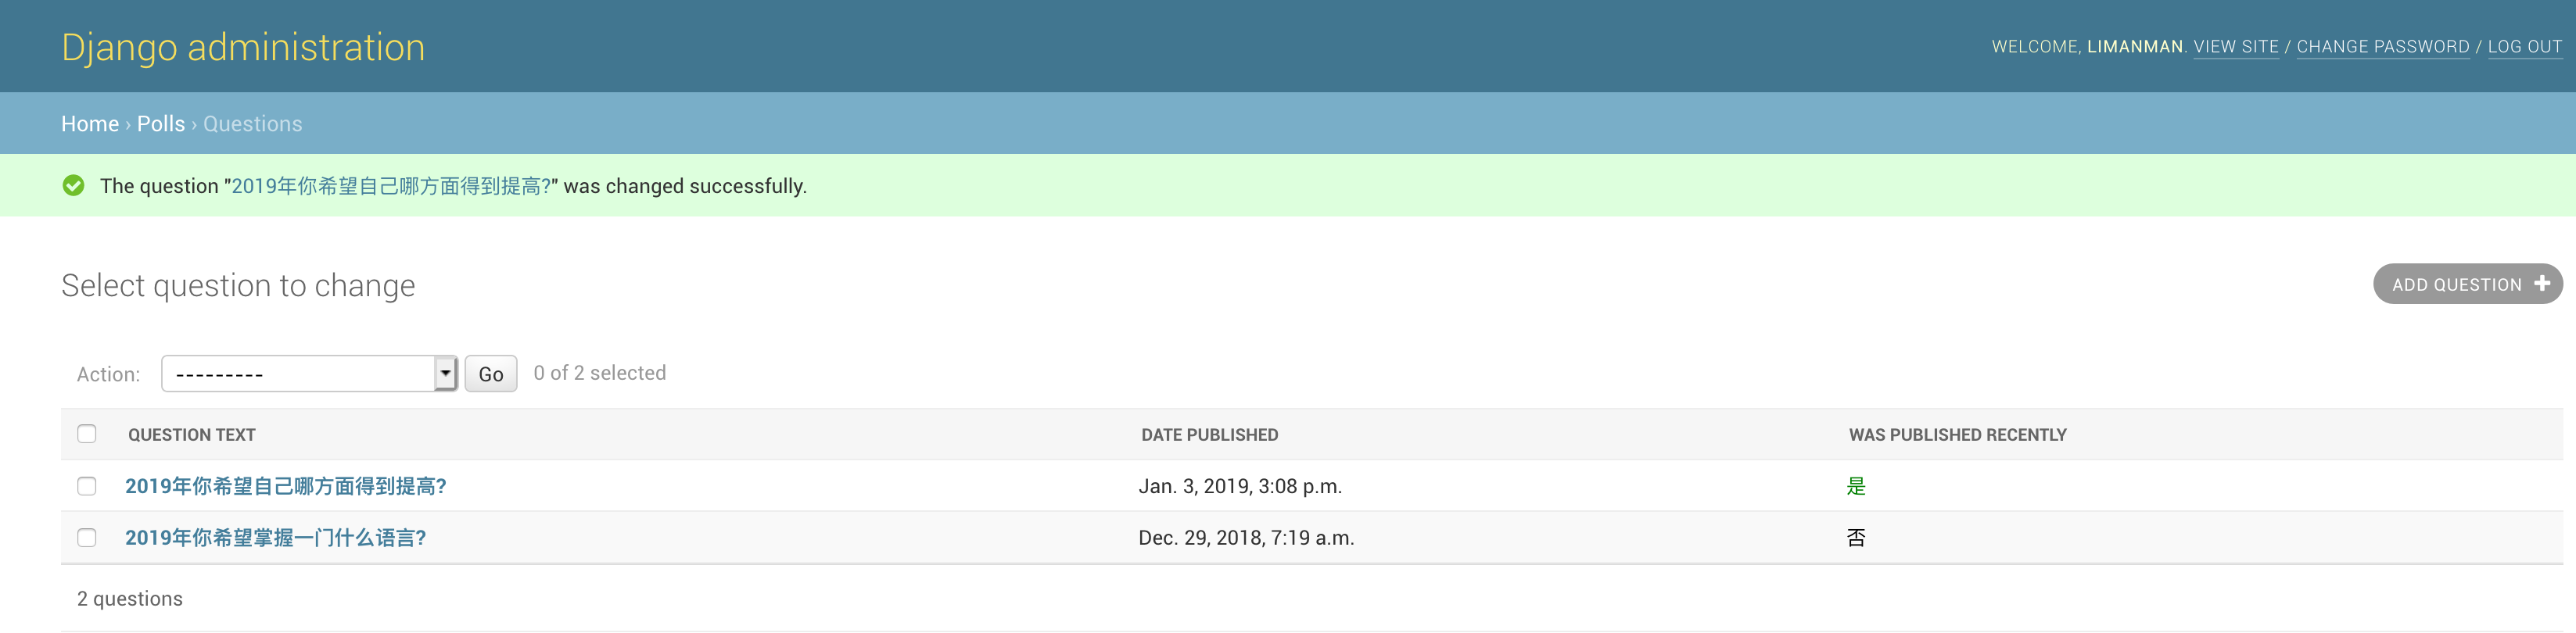 Django administration
WELCOME, LIMANMAN. VIEW SITE / CHANGE PASSWORD / LOG OUT
Home › Polls › Questions
The question "2019年你希望自己哪方面得到提高?" was changed successfully.
Select question to change
ADD QUESTION +
Action: --------- Go 0 of 2 selected
QUESTION TEXT DATE PUBLISHED WAS PUBLISHED RECENTLY
2019年你希望自己哪方面得到提高? Jan. 3, 2019, 3:08 p.m. 是
2019年你希望掌握一门什么语言? Dec. 29, 2018, 7:19 a.m. 否
2 questions